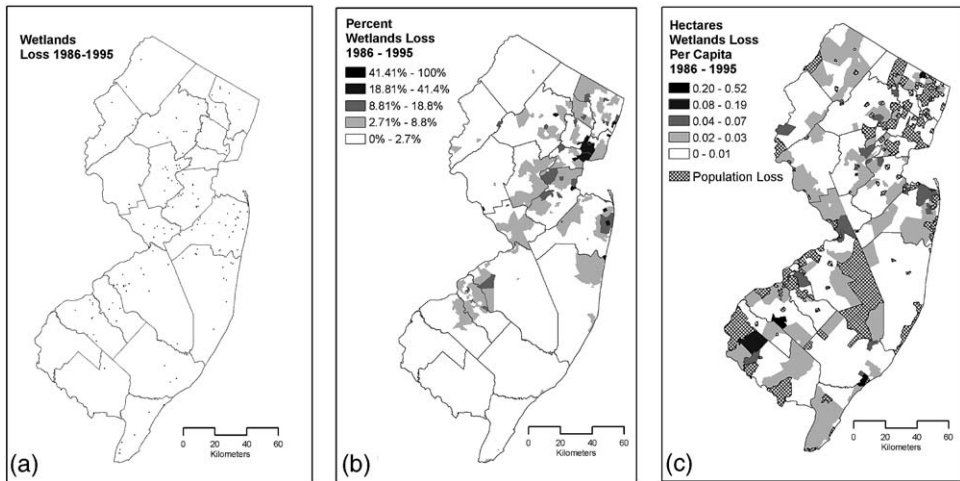 Wetlands
Loss 1986-1995
0 20 40 60
Kilometers
(a)
Percent
Wetlands Loss
1986 - 1995
41.41% - 100%
18.81% - 41.4%
8.81% - 18.8%
2.71% - 8.8%
0% - 2.7%
0 20 40 60
Kilometers
(b)
Hectares
Wetlands Loss
Per Capita
1986 - 1995
0.20 - 0.52
0.08 - 0.19
0.04 - 0.07
0.02 - 0.03
0 - 0.01
Population Loss
0 20 40 60
Kilometers
(c)